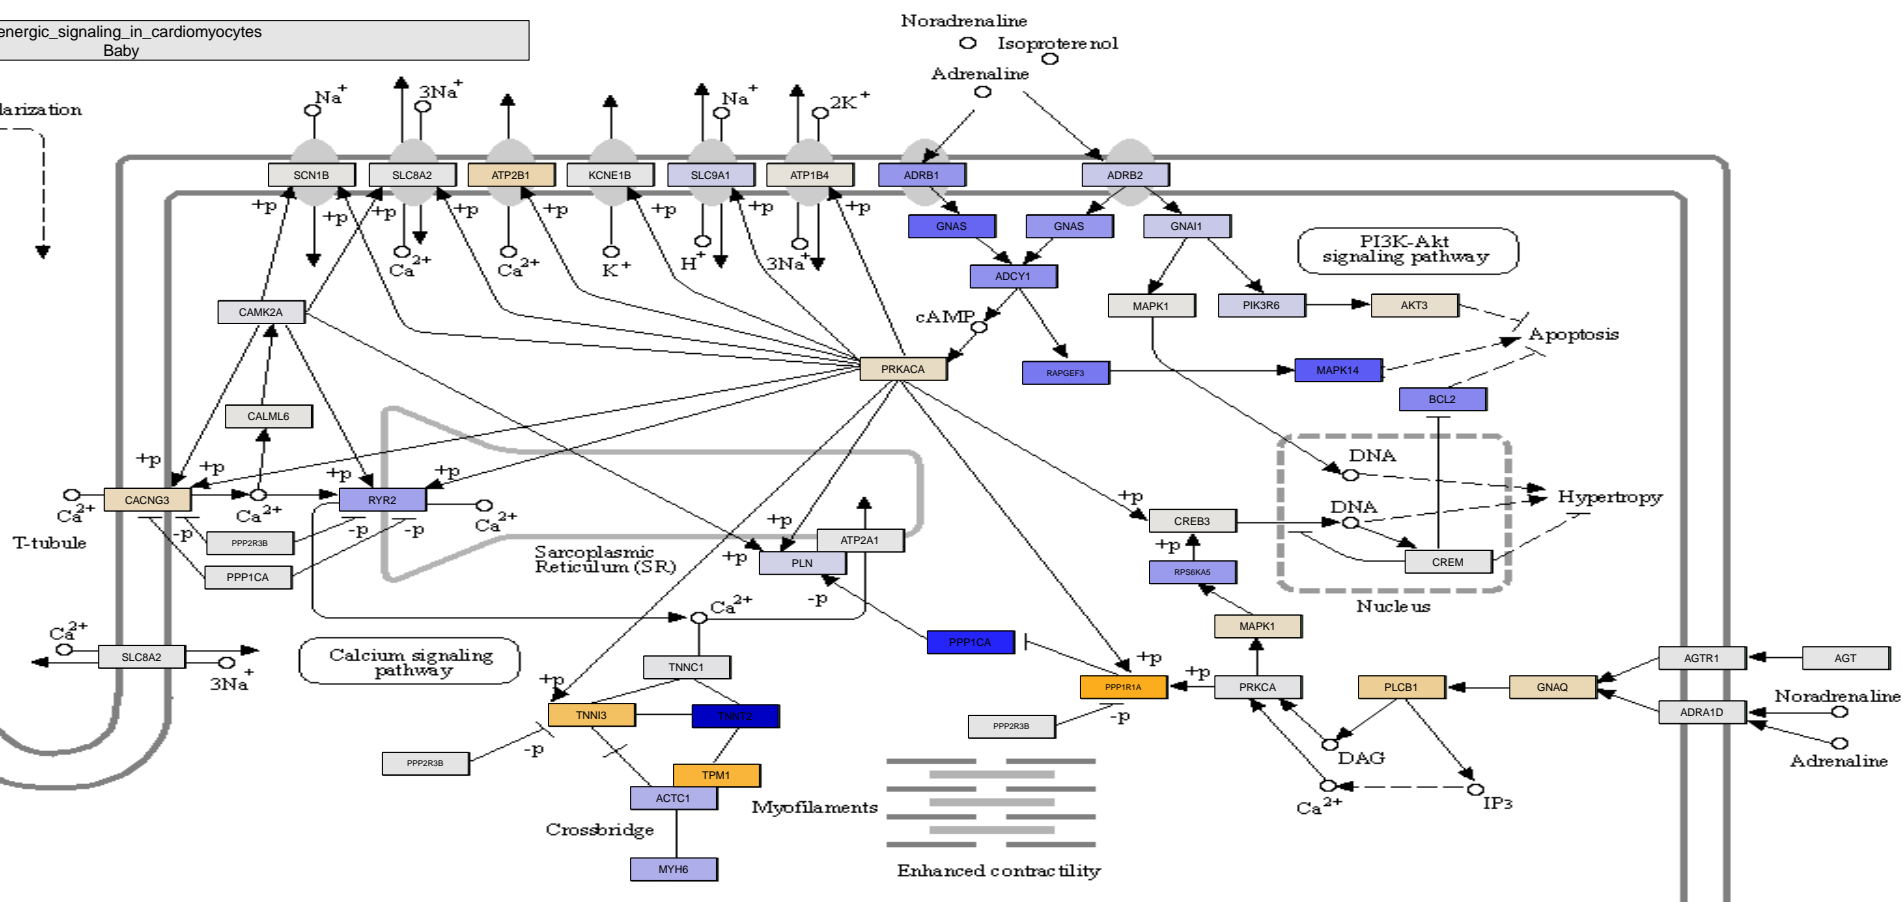 energic_signaling_in_cardiomyocytes
Baby
Noradrenaline
Isoproterenol
Adrenaline
larization
Na+
3Na+
Na+
2K+
SCN1B
SLC8A2
ATP2B1
KCNE1B
SLC9A1
ATP1B4
ADRB1
ADRB2
+p
+p
+p
+p
+p
+p
+p
+p
GNAS
GNAS
GNAI1
PI3K-Akt
signaling pathway
Ca2+
Ca2+
K+
H+
3Na+
ADCY1
CAMK2A
cAMP
MAPK1
PIK3R6
AKT3
Apoptosis
PRKACA
RAPGEF3
MAPK14
BCL2
CALML6
+p
+p
+p
+p
DNA
CACNG3
RYR2
Ca2+
Ca2+
Ca2+
+p
DNA
Hypertropy
T-tubule
-p
-p
-p
PPP2R3B
PPP1CA
Sarcoplasmic
Reticulum (SR)
+p
+p
ATP2A1
PLN
-p
CREB3
+p
RPS6KA5
CREM
Nucleus
Ca2+
Ca2+
SLC8A2
3Na+
Calcium signaling
pathway
PPP1CA
MAPK1
TNNC1
+p
+p
+p
PPP1R1A
PRKCA
PLCB1
GNAQ
AGTR1
AGT
Noradrenaline
ADRA1D
Adrenaline
TNNI3
TNNT2
PPP2R3B
-p
PPP2R3B
-p
DAG
Ca2+
IP3
TPM1
ACTC1
Myofilaments
Crossbridge
MYH6
Enhanced contractility